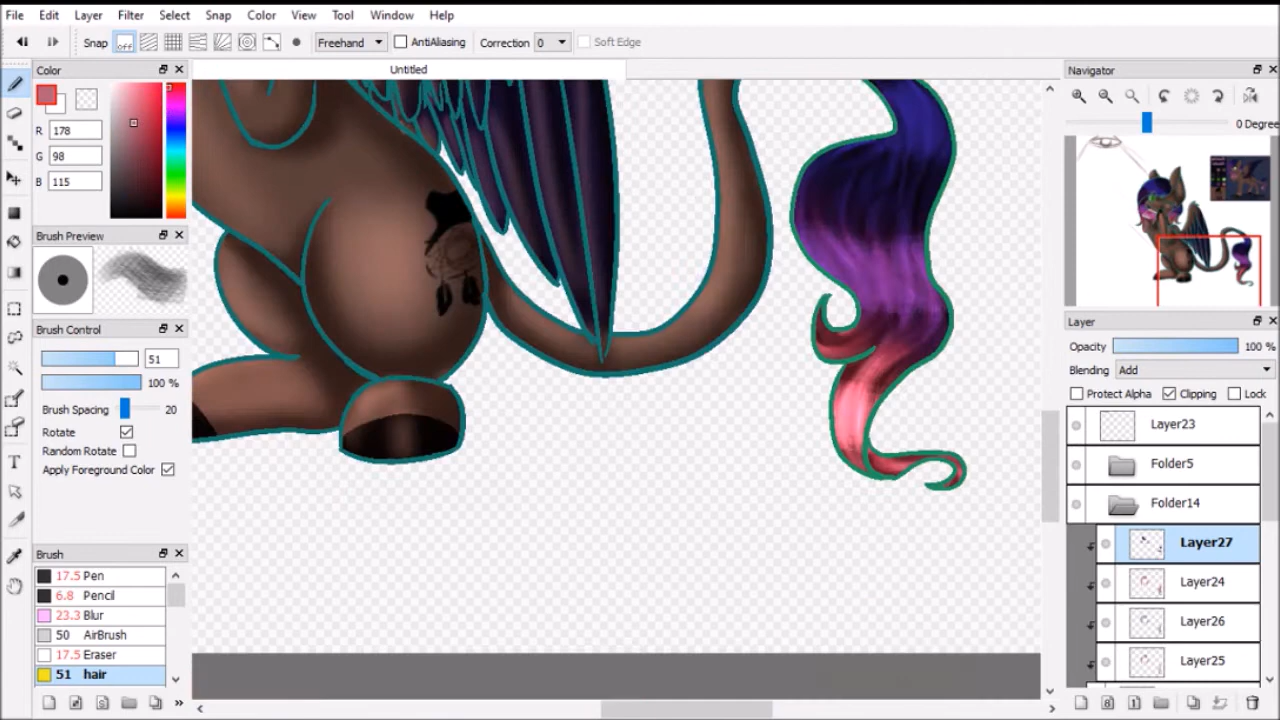 File Edit Layer Filter Select Snap Color View Tool Window Help
Snap off Freehand AntiAliasing Correction 0 Soft Edge
Color
Untitled
Navigator
R 178
G 98
B 115
0 Degree
Brush Preview
Brush Control
51
100 %
Brush Spacing 20
Rotate
Random Rotate
Apply Foreground Color
Layer
Opacity 100 %
Blending Add
Protect Alpha Clipping Lock
Layer23
Folder5
Folder14
Layer27
Layer24
Layer26
Layer25
Brush
17.5 Pen
6.8 Pencil
23.3 Blur
50 AirBrush
17.5 Eraser
51 hair